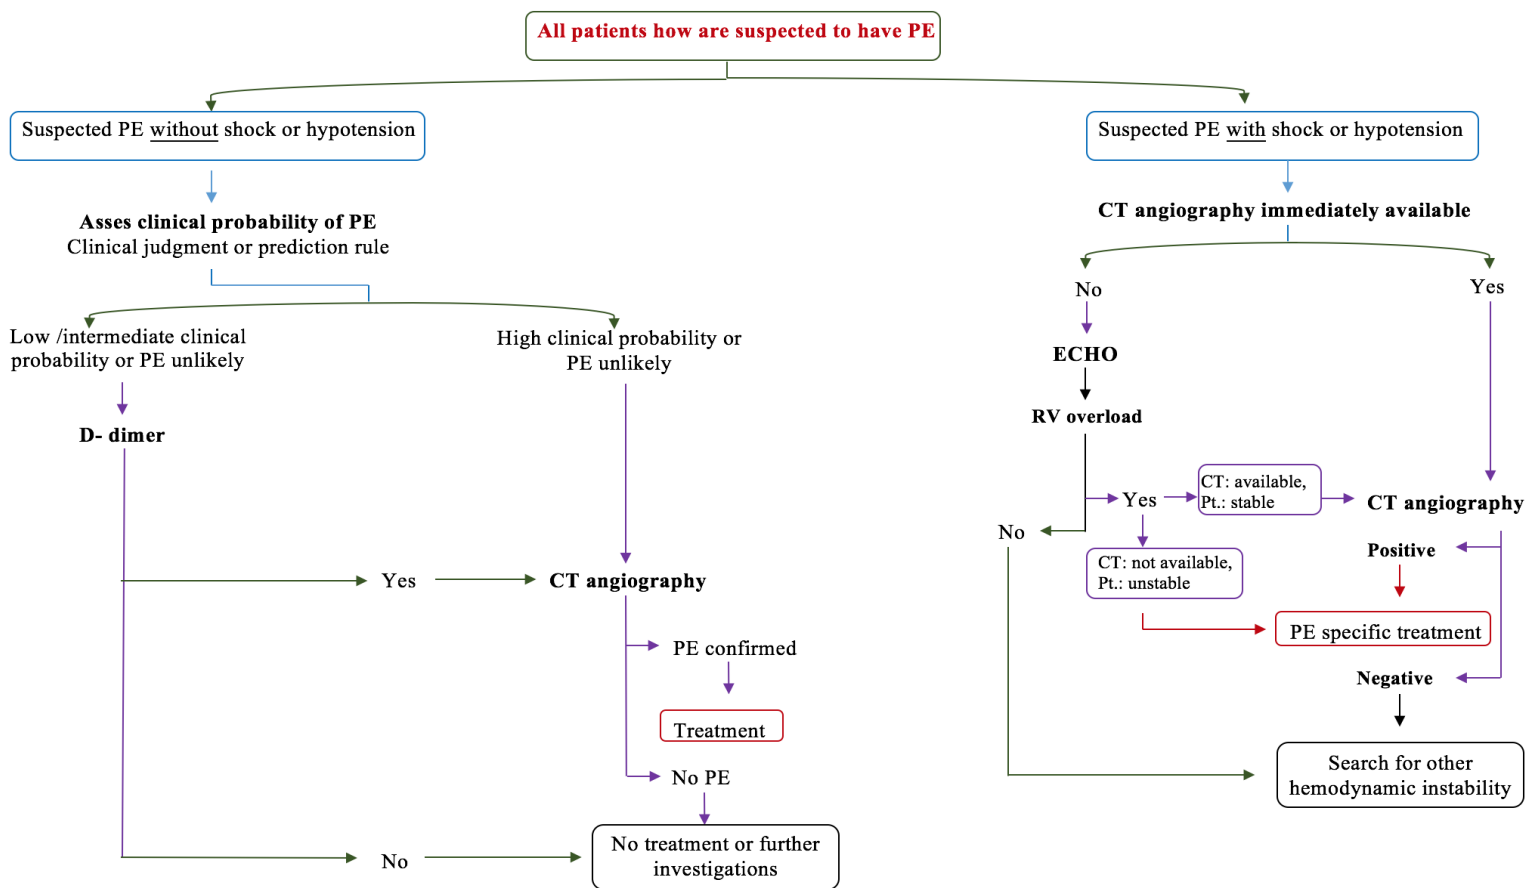 All patients how are suspected to have PE
Suspected PE without shock or hypotension
Asses clinical probability of PE
Clinical judgment or prediction rule
Low /intermediate clinical
probability or PE unlikely
High clinical probability or
PE unlikely
D- dimer
Yes
CT angiography
PE confirmed
Treatment
No PE
No
No treatment or further
investigations
Suspected PE with shock or hypotension
CT angiography immediately available
No
Yes
ECHO
RV overload
Yes
CT: available,
Pt.: stable
CT angiography
No
CT: not available,
Pt.: unstable
Positive
PE specific treatment
Negative
Search for other
hemodynamic instability